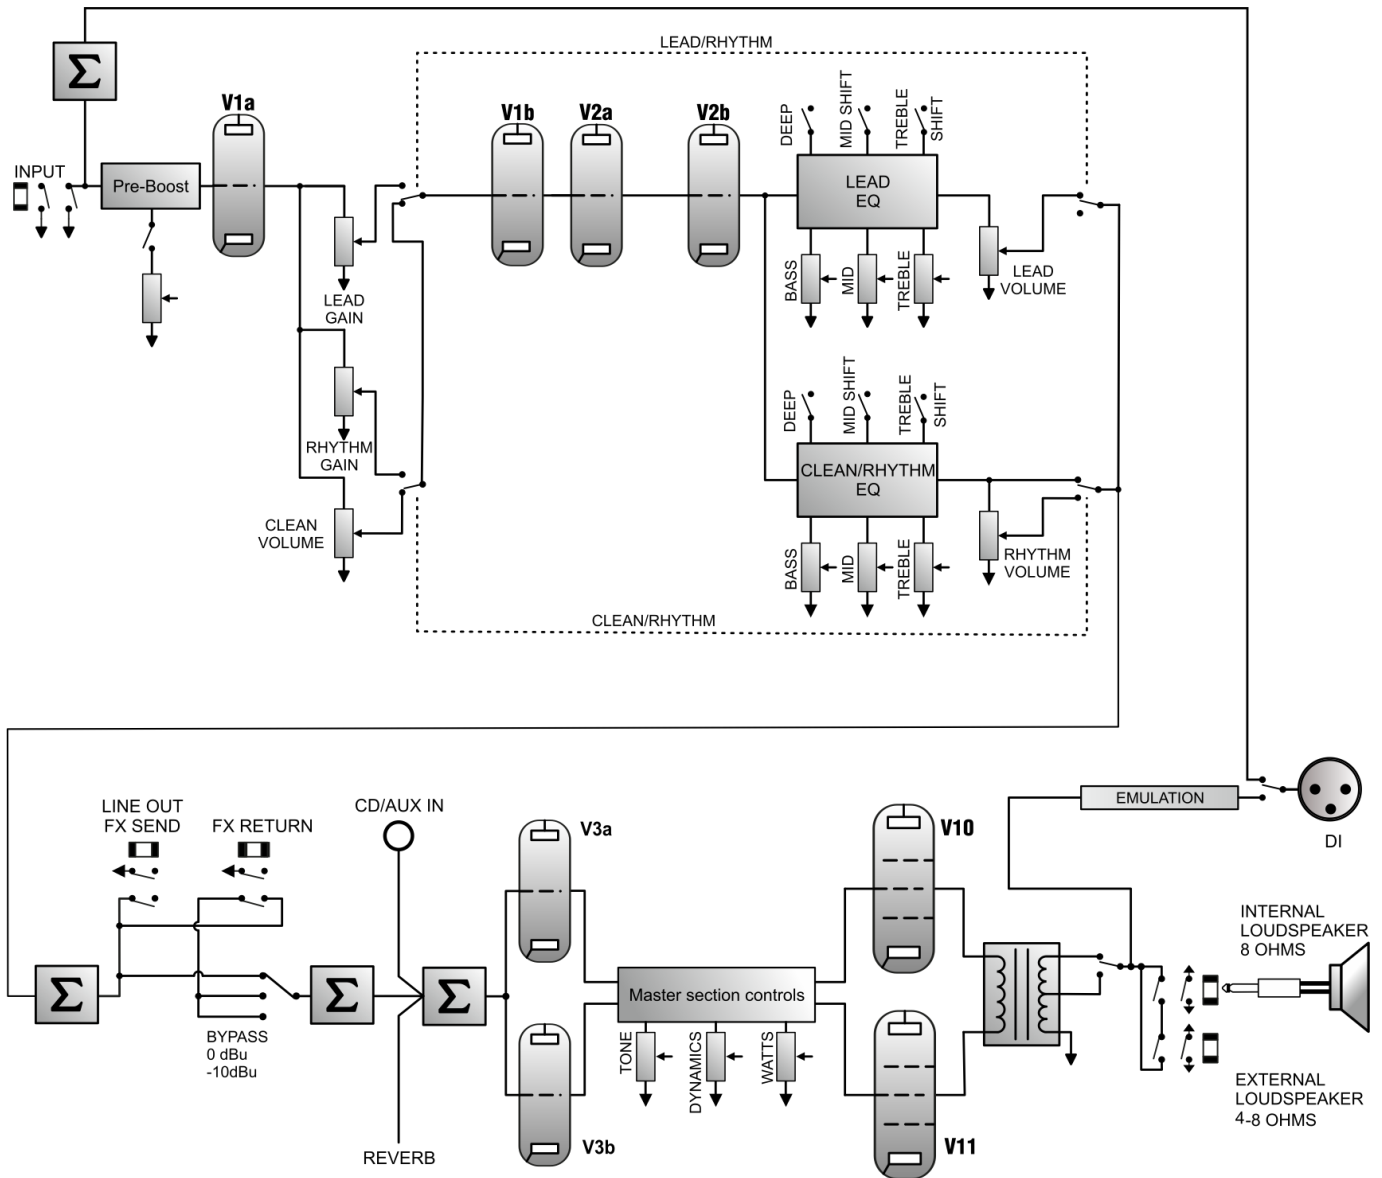 LEAD/RHYTHM
Σ
V1a
V1b
V2a
V2b
DEEP
MID SHIFT
TREBLE
SHIFT
INPUT
Pre-Boost
LEAD
EQ
BASS
MID
TREBLE
LEAD
VOLUME
LEAD
GAIN
DEEP
MID SHIFT
TREBLE
SHIFT
RHYTHM
GAIN
CLEAN/RHYTHM
EQ
CLEAN
VOLUME
BASS
MID
TREBLE
RHYTHM
VOLUME
CLEAN/RHYTHM
LINE OUT
FX SEND
FX RETURN
CD/AUX IN
V3a
V10
EMULATION
DI
INTERNAL
LOUDSPEAKER
8 OHMS
Σ
Σ
Σ
Master section controls
BYPASS
0 dBu
-10dBu
TONE
DYNAMICS
WATTS
EXTERNAL
LOUDSPEAKER
4-8 OHMS
REVERB
V3b
V11